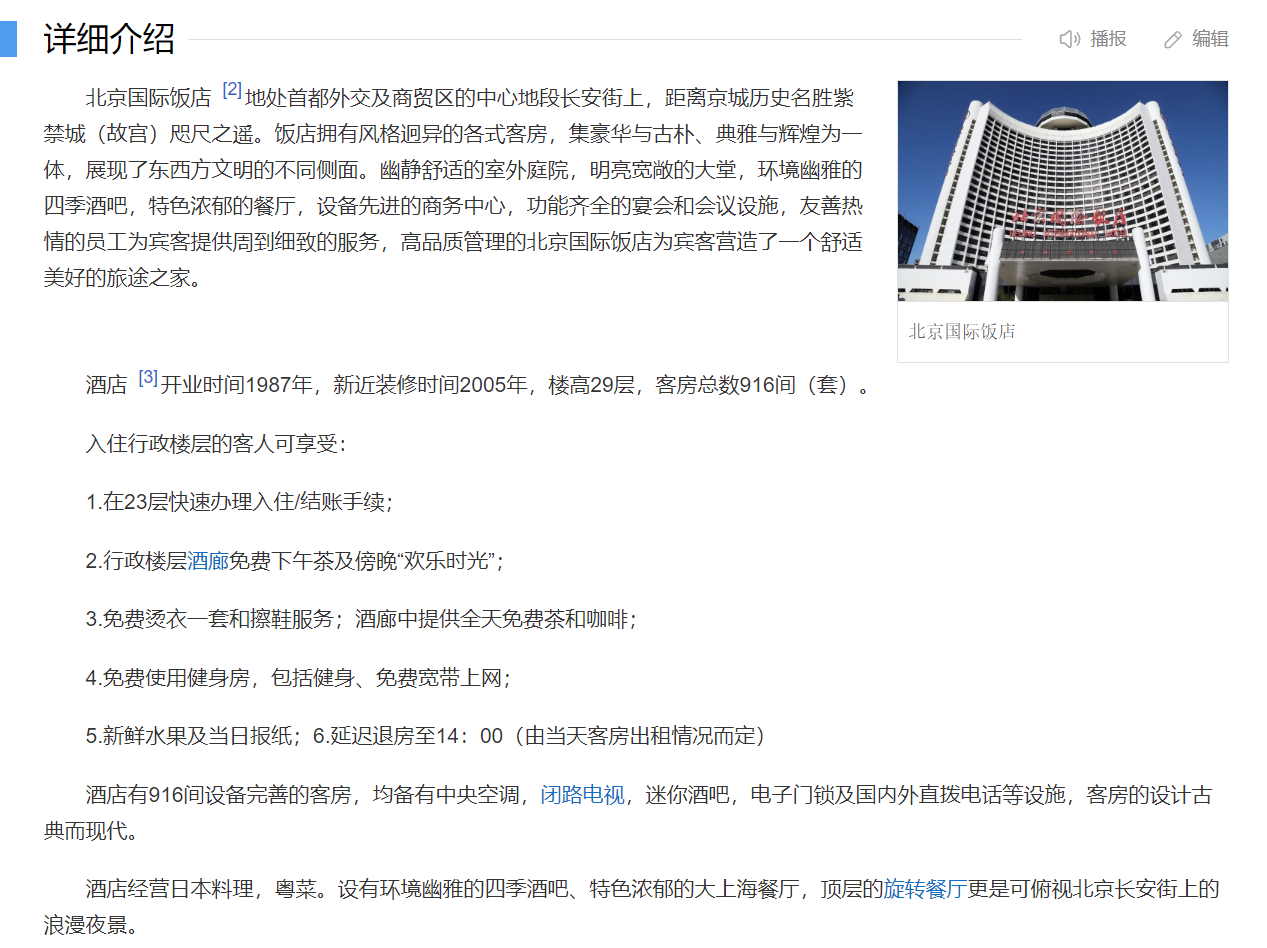 详细介绍
播报
编辑
北京国际饭店 [2] 地处首都外交及商贸区的中心地段长安街上，距离京城历史名胜紫
禁城（故宫）咫尺之遥。饭店拥有风格迥异的各式客房，集豪华与古朴、典雅与辉煌为一
体，展现了东西方文明的不同侧面。幽静舒适的室外庭院，明亮宽敞的大堂，环境幽雅的
四季酒吧，特色浓郁的餐厅，设备先进的商务中心，功能齐全的宴会和会议设施，友善热
情的员工为宾客提供周到细致的服务，高品质管理的北京国际饭店为宾客营造了一个舒适
美好的旅途之家。
北京国际饭店
北京国际饭店
酒店 [3] 开业时间1987年，新近装修时间2005年，楼高29层，客房总数916间（套）。
入住行政楼层的客人可享受：
1.在23层快速办理入住/结账手续；
2.行政楼层酒廊免费下午茶及傍晚“欢乐时光”；
3.免费烫衣一套和擦鞋服务；酒廊中提供全天免费茶和咖啡；
4.免费使用健身房，包括健身、免费宽带上网；
5.新鲜水果及当日报纸；6.延迟退房至14：00（由当天客房出租情况而定）
酒店有916间设备完善的客房，均备有中央空调，闭路电视，迷你酒吧，电子门锁及国内外直拨电话等设施，客房的设计古
典而现代。
酒店经营日本料理，粤菜。设有环境幽雅的四季酒吧、特色浓郁的大上海餐厅，顶层的旋转餐厅更是可俯视北京长安街上的
浪漫夜景。